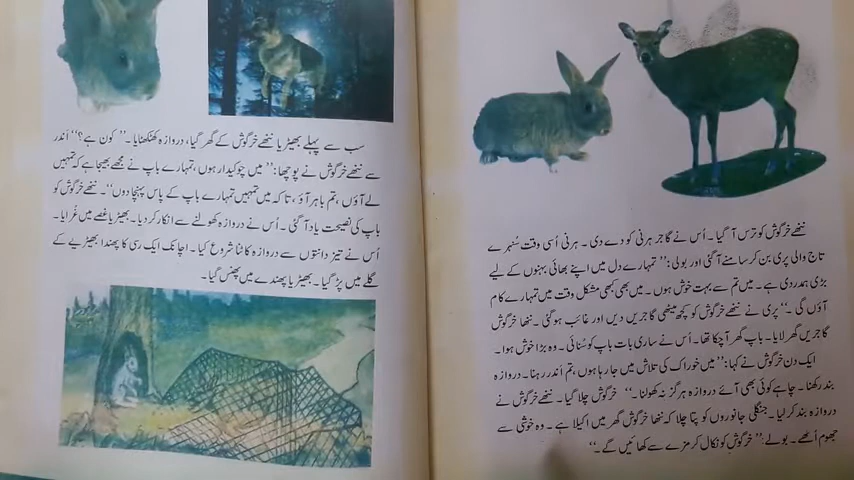 ننھے خرگوش کو ترس آ گیا۔ اُس نے گاجر ہرنی کو دے دی۔ ہرنی اُسی وقت سُنہرے
تاج والی پری بن کر سامنے آ گئی اور بولی: ”تمہارے دل میں اپنے بھائی بہنوں کے لیے
بڑی ہمدردی ہے۔ میں تم سے بہت خوش ہوں۔ میں بھی کبھی مشکل وقت میں تمہارے کام
آؤں گی۔“ پری نے ننھے خرگوش کو کچھ میٹھی گاجریں دیں اور غائب ہو گئی۔ ننھا خرگوش
گاجریں گھر لایا۔ باپ گھر آ چکا تھا۔ اُس نے ساری بات باپ کو سُنائی۔ وہ بڑا خوش ہوا۔
ایک دن خرگوش نے کہا: ”میں خوراک کی تلاش میں جا رہا ہوں، تم اندر رہنا۔ دروازہ
بند رکھنا۔ چاہے کوئی بھی آئے دروازہ ہرگز نہ کھولنا۔“ خرگوش چلا گیا۔ ننھے خرگوش نے
دروازہ بند کر لیا۔ جنگلی جانوروں کو پتا چلا کہ ننھا خرگوش گھر میں اکیلا ہے۔ وہ خوشی سے
جھوم اُٹھے۔ بولے: ”خرگوش کو نکال کر مزے سے کھائیں گے۔“
سب سے پہلے بھیڑیا ننھے خرگوش کے گھر گیا، دروازہ کھٹکھٹایا۔ ”کون ہے؟“ اندر
سے ننھے خرگوش نے پوچھا: ”میں چوکیدار ہوں، تمہارے باپ نے مجھے بھیجا ہے کہ تمہیں
لے آؤں، تم باہر آؤ، تاکہ میں تمہیں تمہارے باپ کے پاس پہنچا دوں“۔ ننھے خرگوش کو
باپ کی نصیحت یاد آ گئی۔ اُس نے دروازہ کھولنے سے انکار کر دیا۔ بھیڑیا غصے میں غُرایا۔
اُس نے تیز دانتوں سے دروازہ کاٹنا شروع کیا۔ اچانک ایک رسی کا پھندا بھیڑیے کے
گلے میں پڑ گیا۔ بھیڑیا پھندے میں پھنس گیا۔